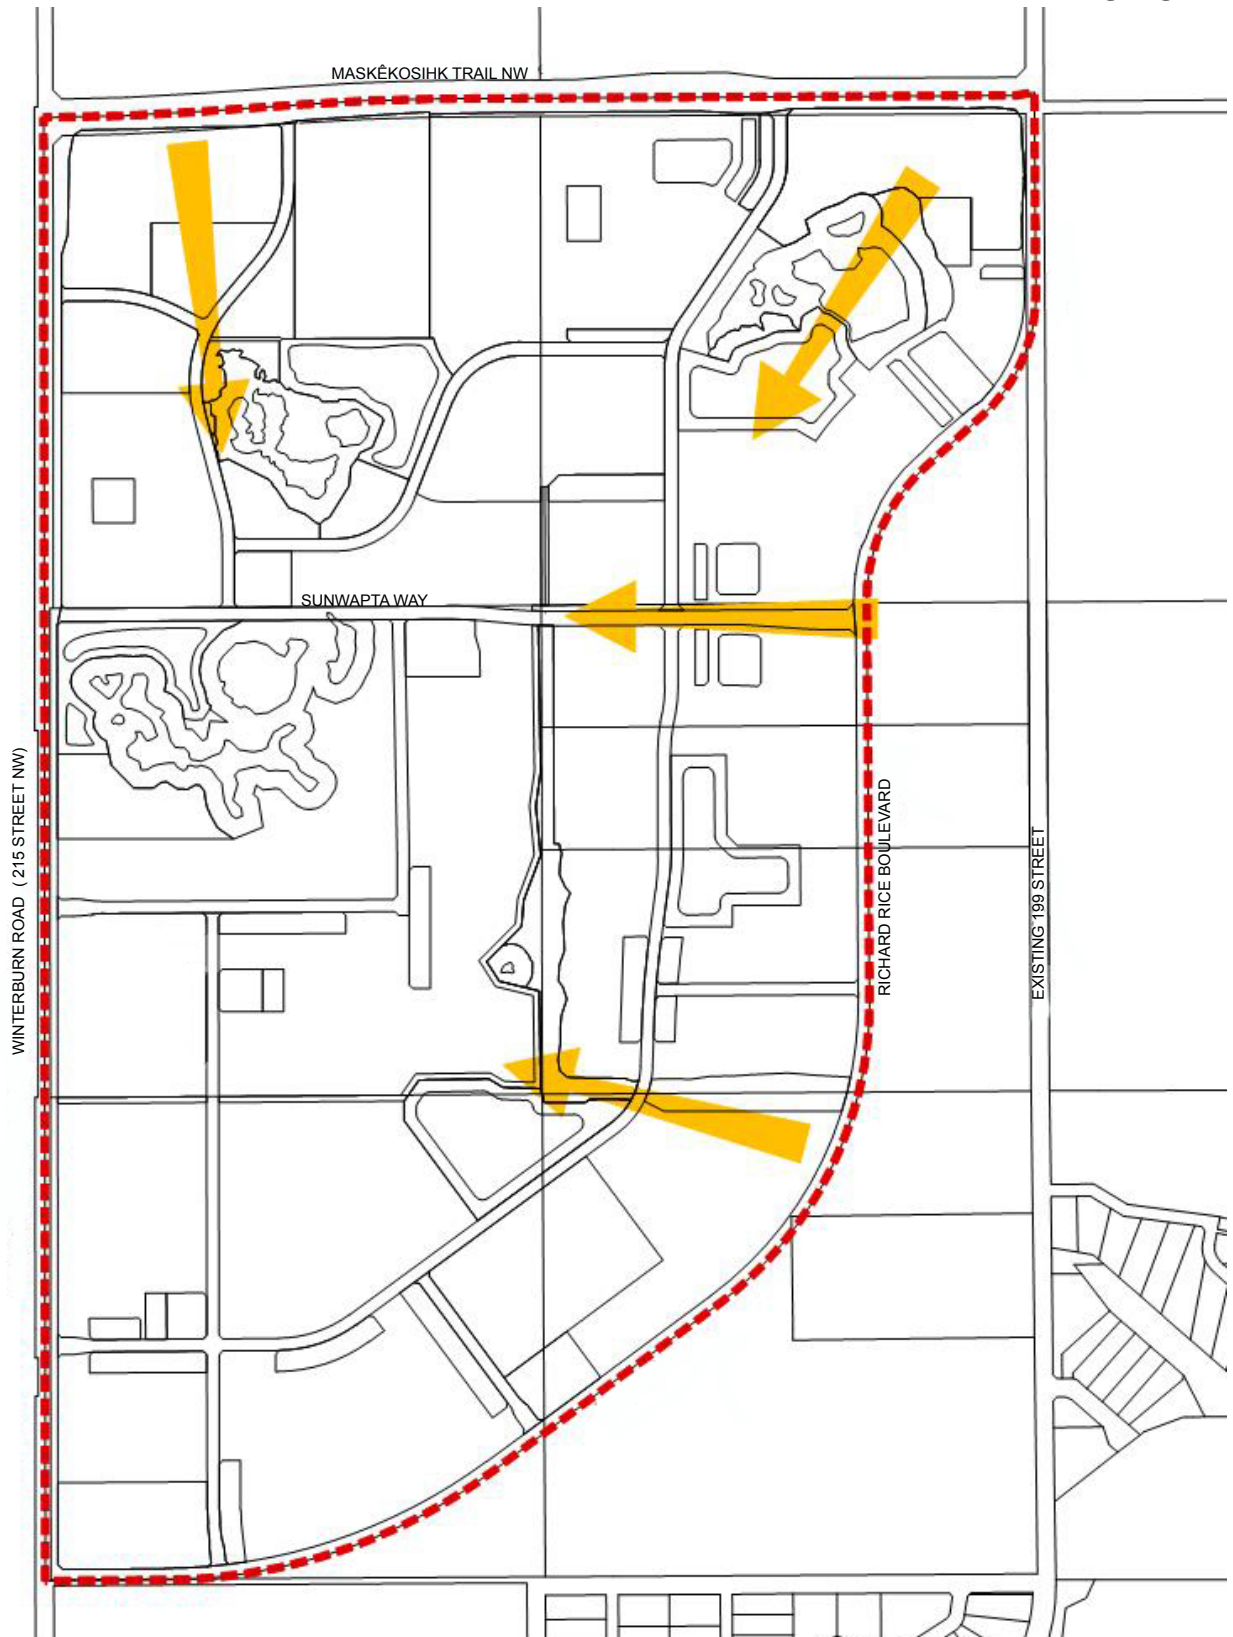 MASKÊKOSIHK TRAIL NW
SUNWAPTA WAY
WINTERBURN ROAD ( 215 STREET NW)
RICHARD RICE BOULEVARD
EXISTING 199 STREET